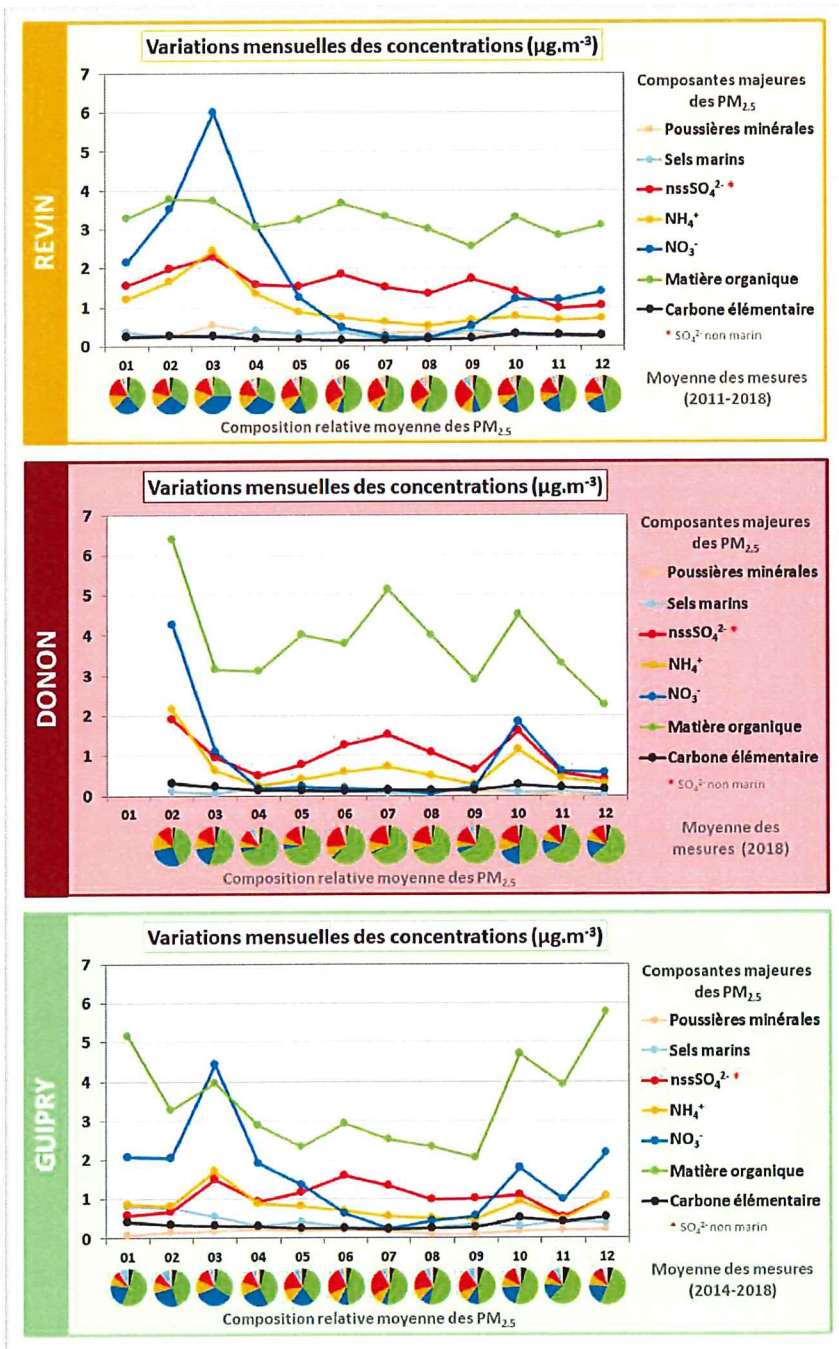 REVIN
Variations mensuelles des concentrations (µg.m⁻³)
7
6
5
4
3
2
1
0
01 02 03 04 05 06 07 08 09 10 11 12
Composition relative moyenne des PM₂.₅
Composantes majeures
des PM₂.₅
Poussières minérales
Sels marins
nssSO₄²⁻ *
NH₄⁺
NO₃⁻
Matière organique
Carbone élémentaire
* SO₄²⁻ non marin
Moyenne des mesures
(2011-2018)
DONON
Variations mensuelles des concentrations (µg.m⁻³)
7
6
5
4
3
2
1
0
01 02 03 04 05 06 07 08 09 10 11 12
Composition relative moyenne des PM₂.₅
Composantes majeures
des PM₂.₅
Poussières minérales
Sels marins
nssSO₄²⁻ *
NH₄⁺
NO₃⁻
Matière organique
Carbone élémentaire
* SO₄²⁻ non marin
Moyenne des
mesures (2018)
GUIPRY
Variations mensuelles des concentrations (µg.m⁻³)
7
6
5
4
3
2
1
0
01 02 03 04 05 06 07 08 09 10 11 12
Composition relative moyenne des PM₂.₅
Composantes majeures
des PM₂.₅
Poussières minérales
Sels marins
nssSO₄²⁻ *
NH₄⁺
NO₃⁻
Matière organique
Carbone élémentaire
* SO₄²⁻ non marin
Moyenne des mesures
(2014-2018)